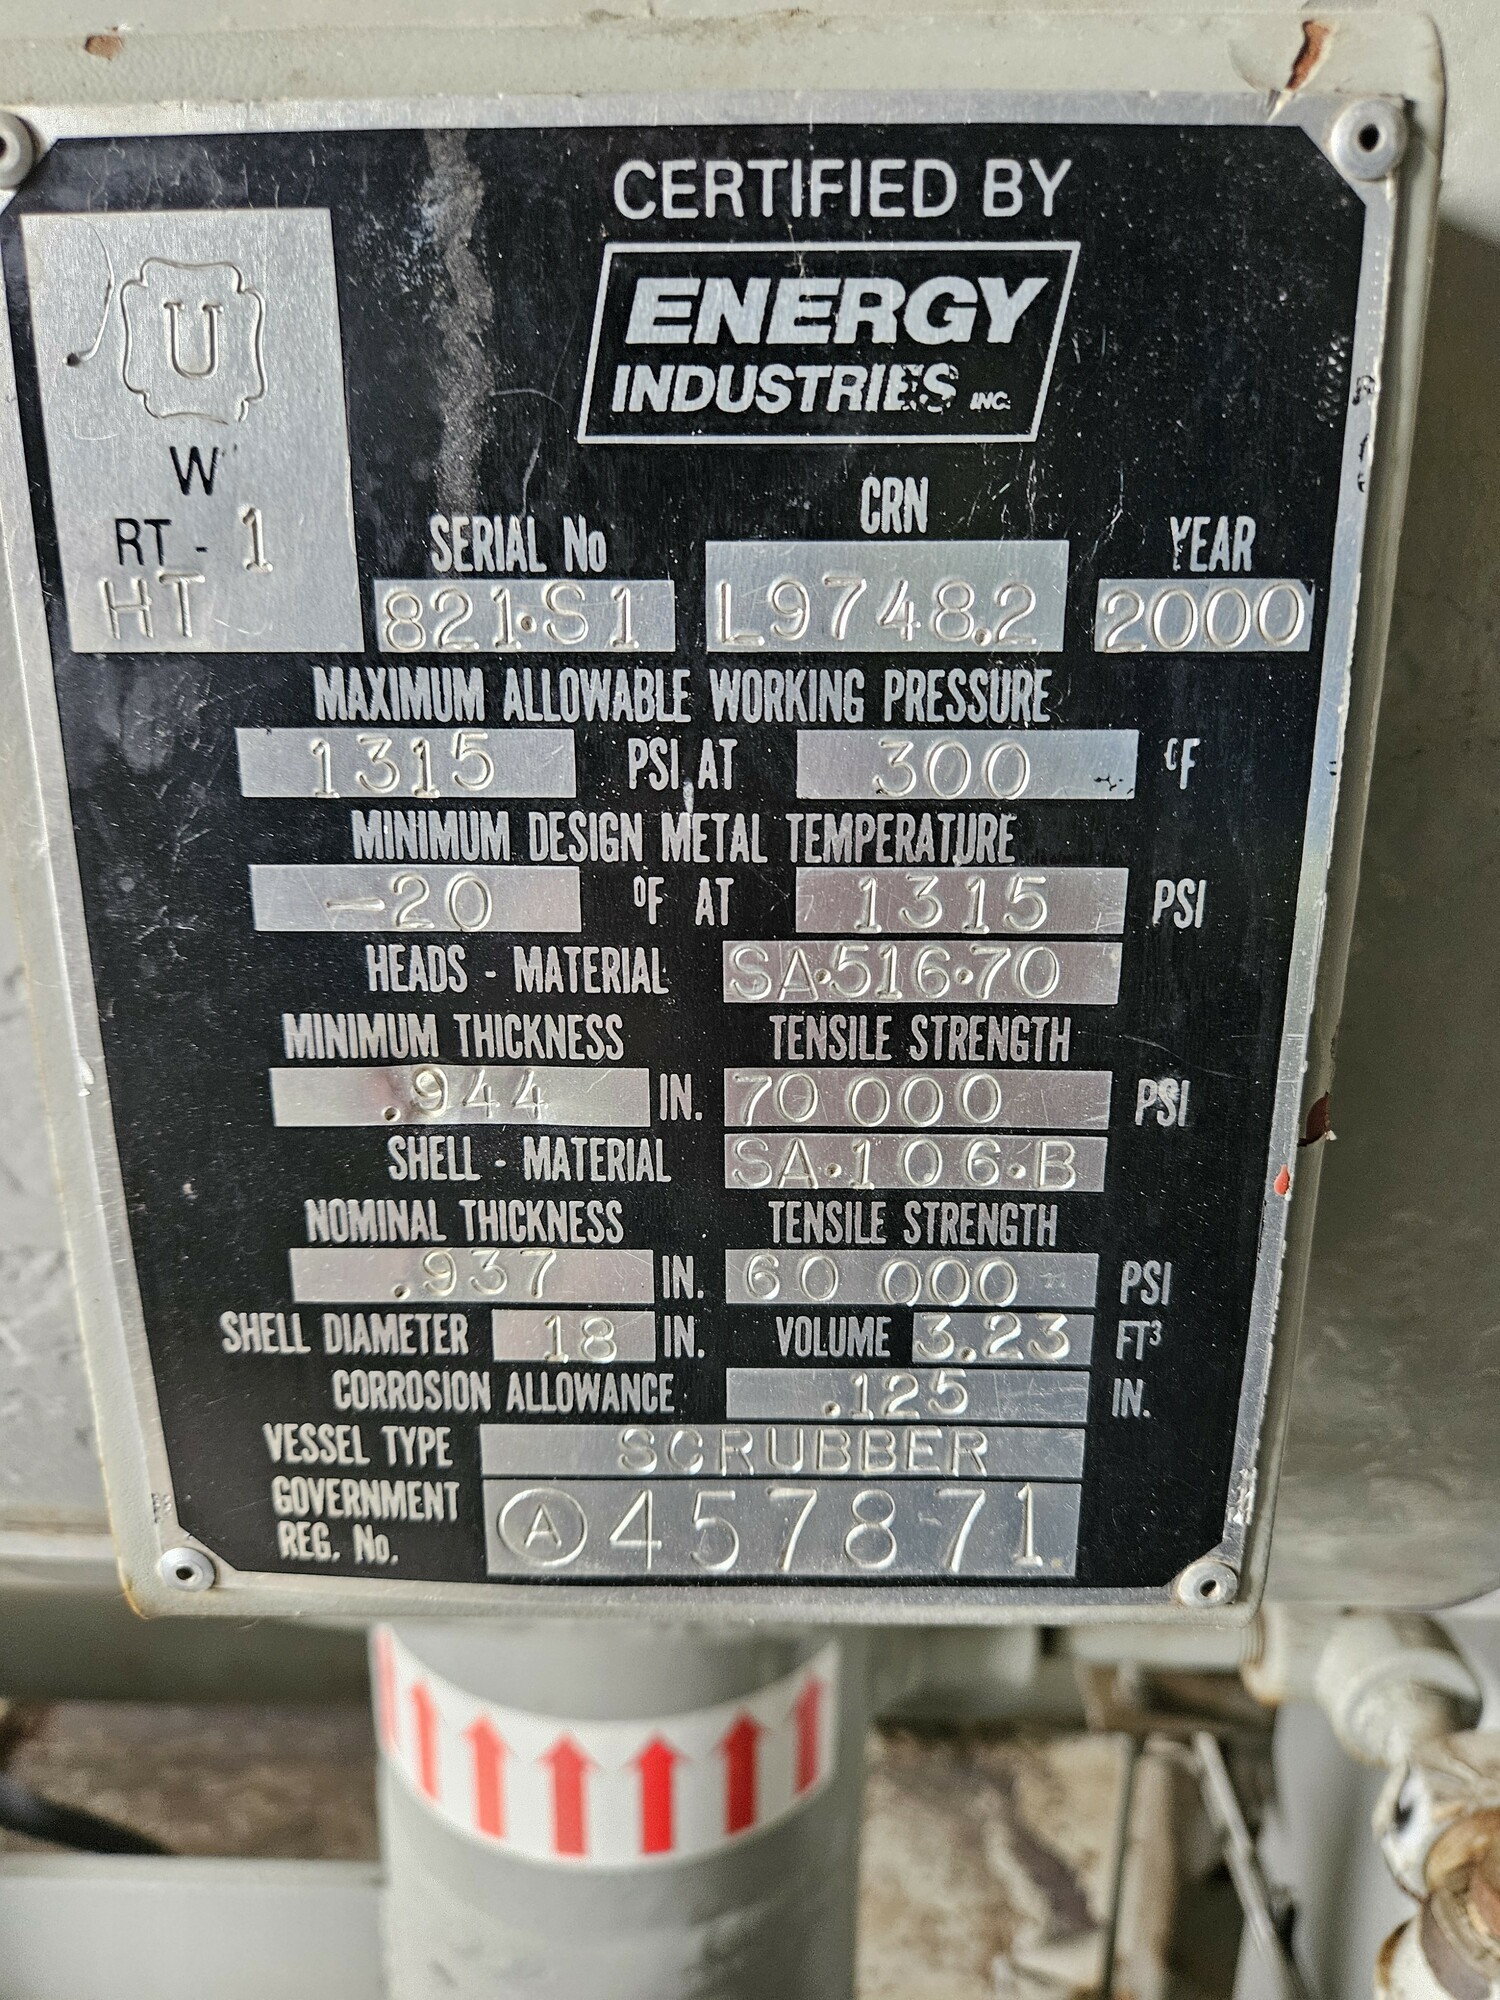 CERTIFIED BY
ENERGY
INDUSTRIES INC.
U
W
RT - 1
HT
SERIAL No
CRN
YEAR
821·S1
L9748.2
2000
MAXIMUM ALLOWABLE WORKING PRESSURE
1315 PSI AT 300 °F
MINIMUM DESIGN METAL TEMPERATURE
-20 °F AT 1315 PSI
HEADS - MATERIAL SA·516·70
MINIMUM THICKNESS TENSILE STRENGTH
.944 IN. 70 000 PSI
SHELL - MATERIAL SA·106·B
NOMINAL THICKNESS TENSILE STRENGTH
.937 IN. 60 000 PSI
SHELL DIAMETER 18 IN. VOLUME 3.23 FT³
CORROSION ALLOWANCE .125 IN.
VESSEL TYPE SCRUBBER
GOVERNMENT
REG. No. Ⓐ457871